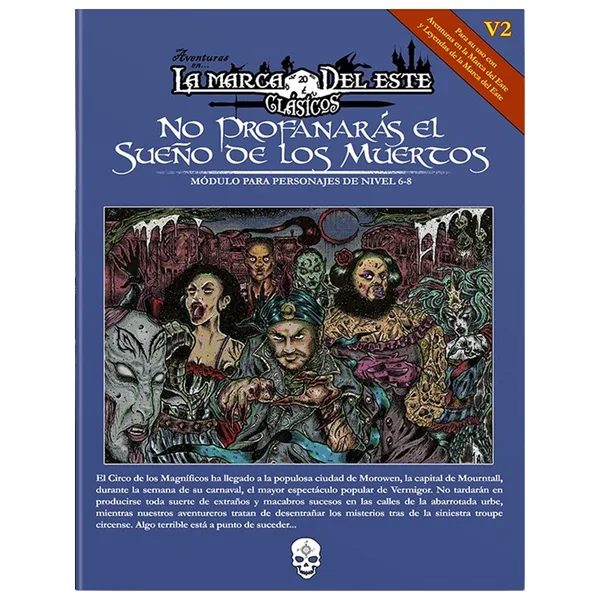 V2
Para su uso con
Aventuras en la Marca del Este
y Leyendas de la Marca del Este
Aventuras
en...
La Marca Del Este
20
Clásicos
No Profanarás el
Sueño de los Muertos
MÓDULO PARA PERSONAJES DE NIVEL 6-8
El Circo de los Magníficos ha llegado a la populosa ciudad de Morowen, la capital de Mourntall,
durante la semana de su carnaval, el mayor espectáculo popular de Vermigor. No tardarán en
producirse toda suerte de extraños y macabros sucesos en las calles de la abarrotada urbe,
mientras nuestros aventureros tratan de desentrañar los misterios tras de la siniestra troupe
circense. Algo terrible está a punto de suceder...